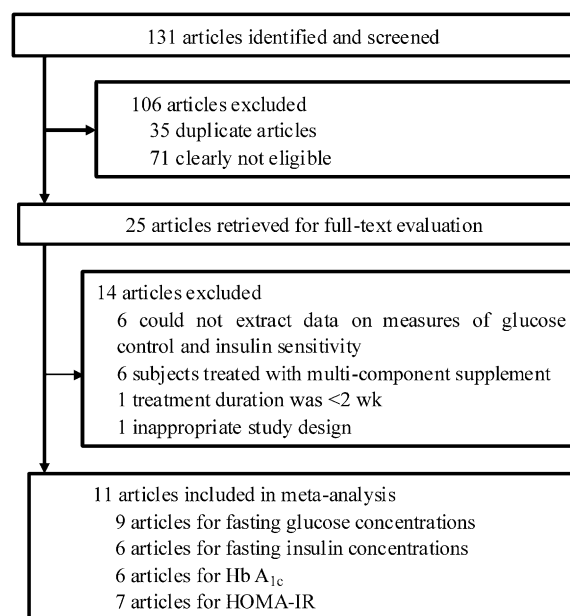 131 articles identified and screened
106 articles excluded
35 duplicate articles
71 clearly not eligible
25 articles retrieved for full-text evaluation
14 articles excluded
6 could not extract data on measures of glucose
control and insulin sensitivity
6 subjects treated with multi-component supplement
1 treatment duration was <2 wk
1 inappropriate study design
11 articles included in meta-analysis
9 articles for fasting glucose concentrations
6 articles for fasting insulin concentrations
6 articles for Hb A1c
7 articles for HOMA-IR